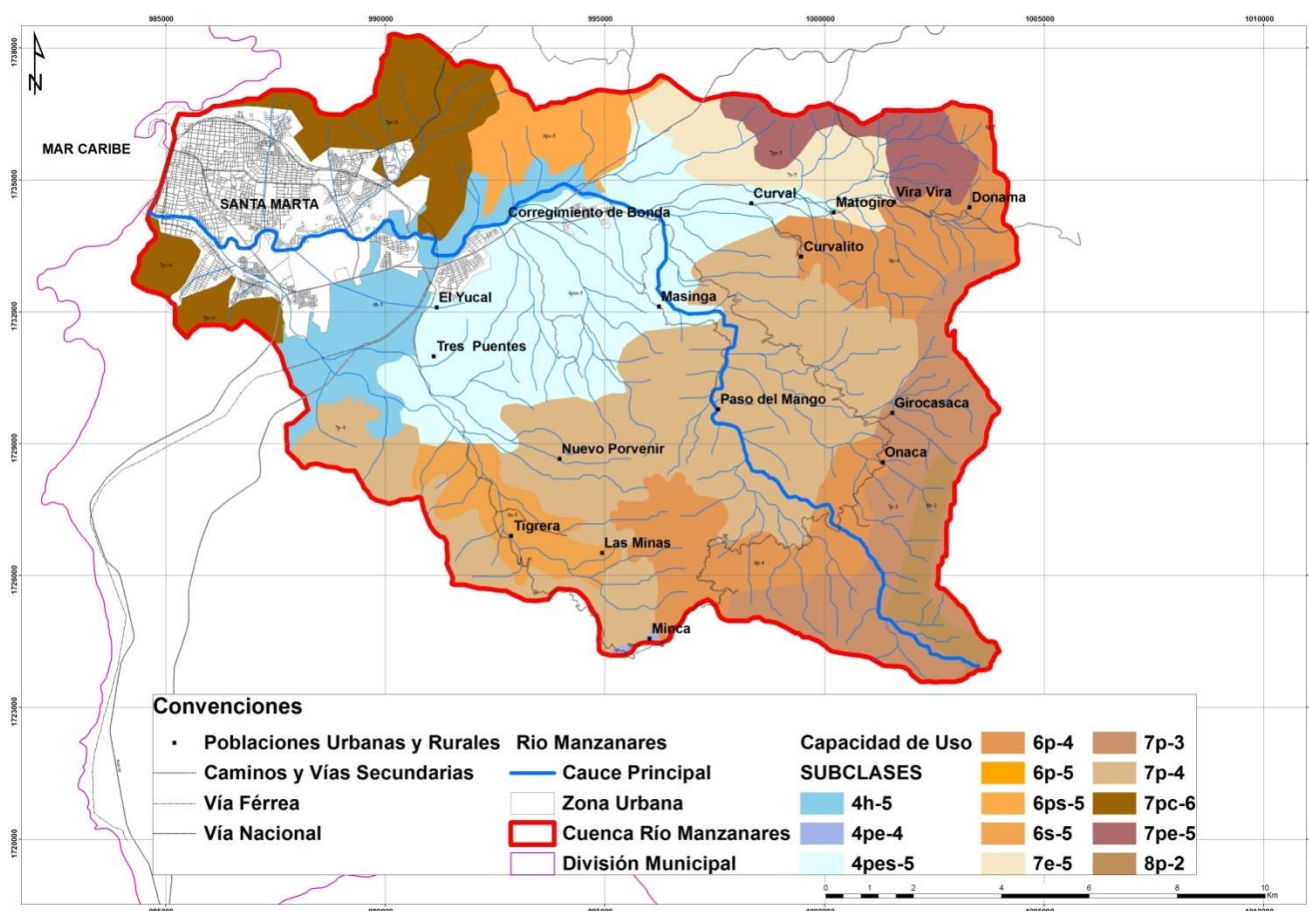 985000 990000 995000 1000000 1005000 1010000
1738000
N
MAR CARIBE
1735000
SANTA MARTA
Corregimiento de Bonda
Curval
Matogiro
Vira Vira
Donama
Curvalito
El Yucal
Masinga
1732000
Tres Puentes
Paso del Mango
Girocasaca
1729000
Nuevo Porvenir
Onaca
Tigrera
Las Minas
1726000
Minca
1723000
Convenciones
Poblaciones Urbanas y Rurales
Caminos y Vías Secundarias
Vía Férrea
Vía Nacional
Rio Manzanares
Cauce Principal
Zona Urbana
Cuenca Río Manzanares
División Municipal
Capacidad de Uso
SUBCLASES
4h-5
4pe-4
4pes-5
6p-4
6p-5
6ps-5
6s-5
7e-5
7p-3
7p-4
7pc-6
7pe-5
8p-2
1720000
0 1 2 4 6 8 10
Km